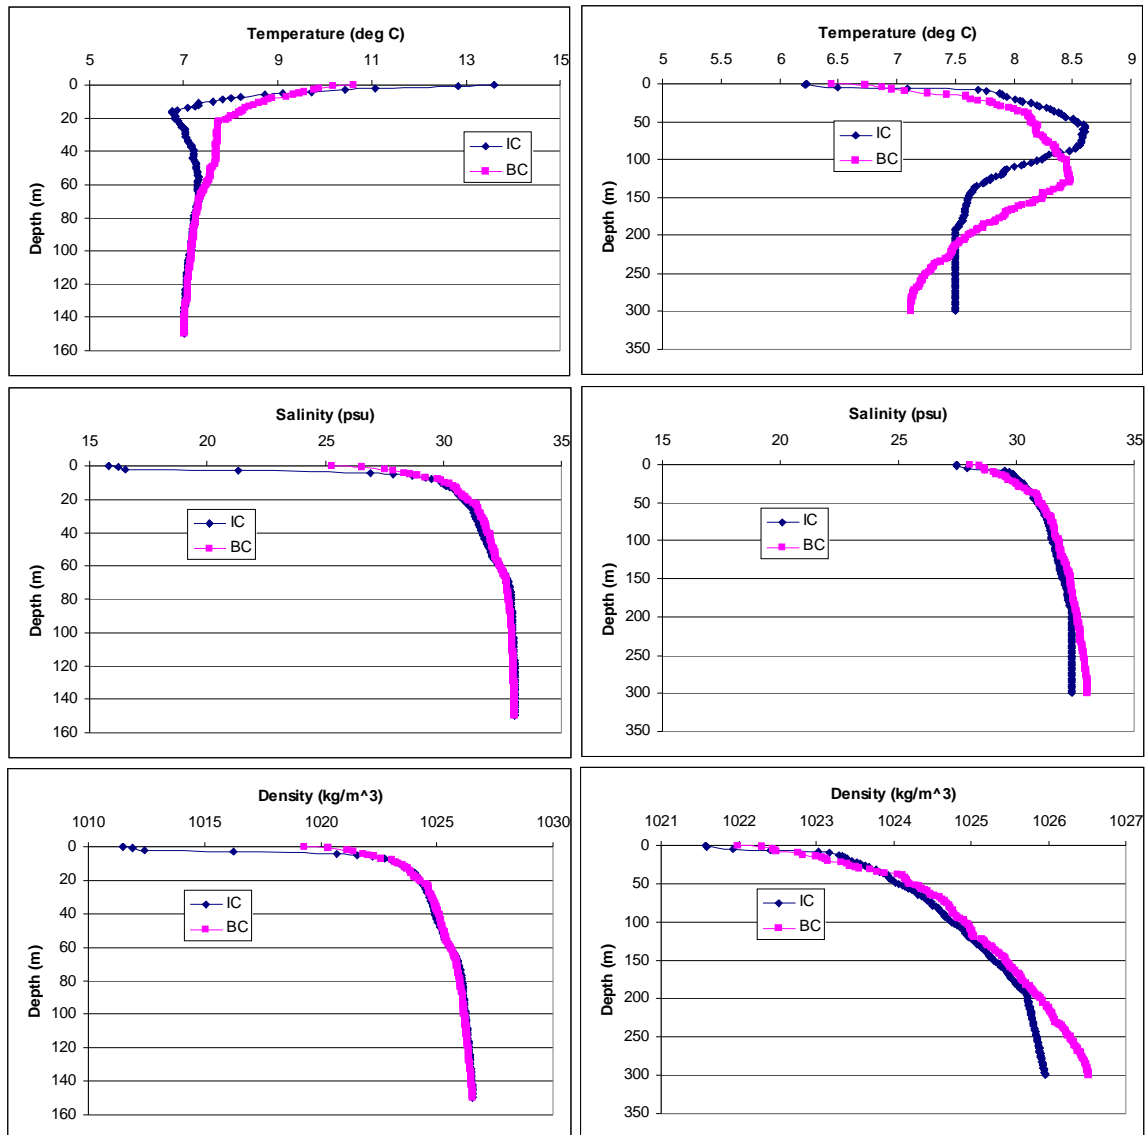 Temperature (deg C)
5 7 9 11 13 15
0
20
40
60
80
100
120
140
160
Depth (m)
IC
BC
Temperature (deg C)
5 5.5 6 6.5 7 7.5 8 8.5 9
0
50
100
150
200
250
300
350
Depth (m)
IC
BC
Salinity (psu)
15 20 25 30 35
0
20
40
60
80
100
120
140
160
Depth (m)
IC
BC
Salinity (psu)
15 20 25 30 35
0
50
100
150
200
250
300
350
Depth (m)
IC
BC
Density (kg/m^3)
1010 1015 1020 1025 1030
0
20
40
60
80
100
120
140
160
Depth (m)
IC
BC
Density (kg/m^3)
1021 1022 1023 1024 1025 1026 1027
0
50
100
150
200
250
300
350
Depth (m)
IC
BC